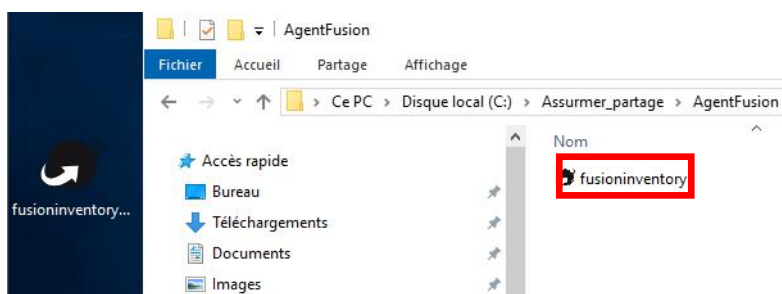 AgentFusion
Fichier Accueil Partage Affichage
Ce PC > Disque local (C:) > Assurmer_partage > AgentFusion
Nom
Accès rapide
fusioninventory
Bureau
fusioninventory...
Téléchargements
Documents
Images